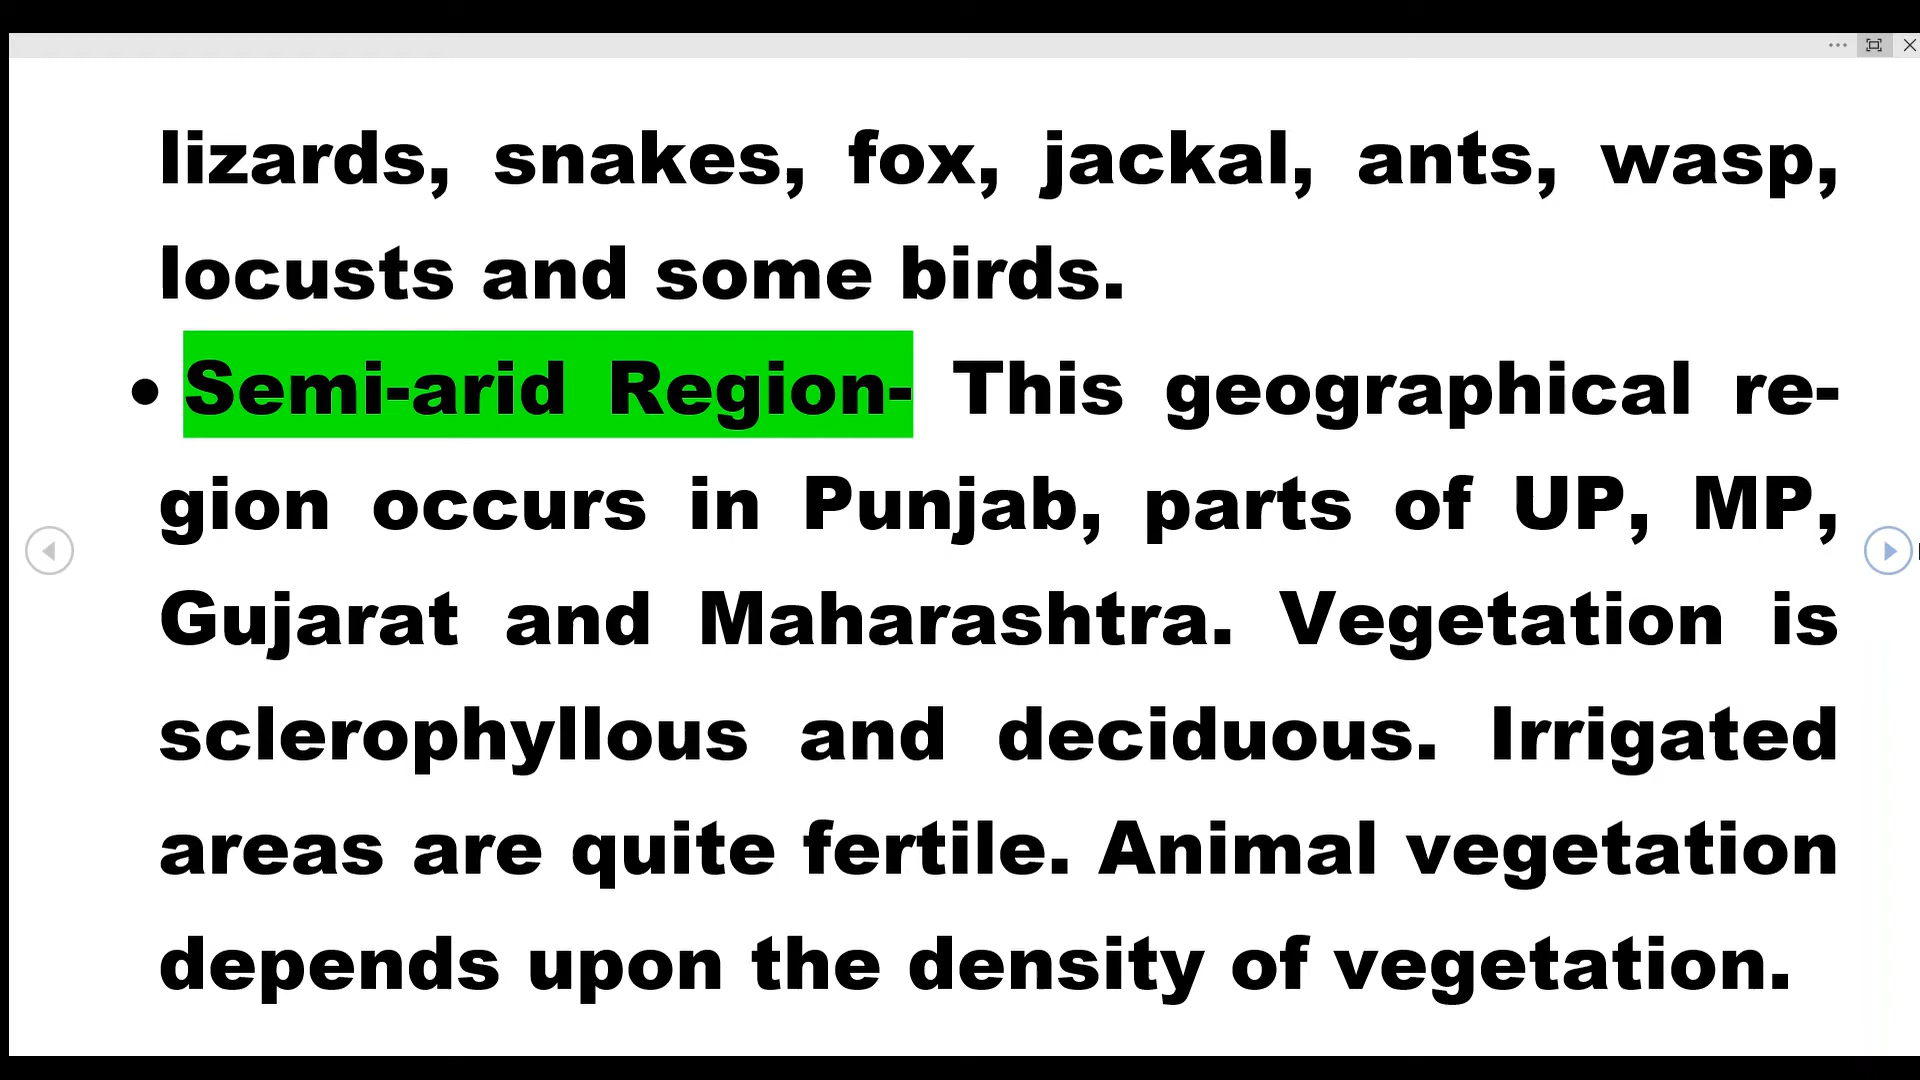 lizards, snakes, fox, jackal, ants, wasp,
locusts and some birds.
• Semi-arid Region- This geographical re-
gion occurs in Punjab, parts of UP, MP,
Gujarat and Maharashtra. Vegetation is
sclerophyllous and deciduous. Irrigated
areas are quite fertile. Animal vegetation
depends upon the density of vegetation.